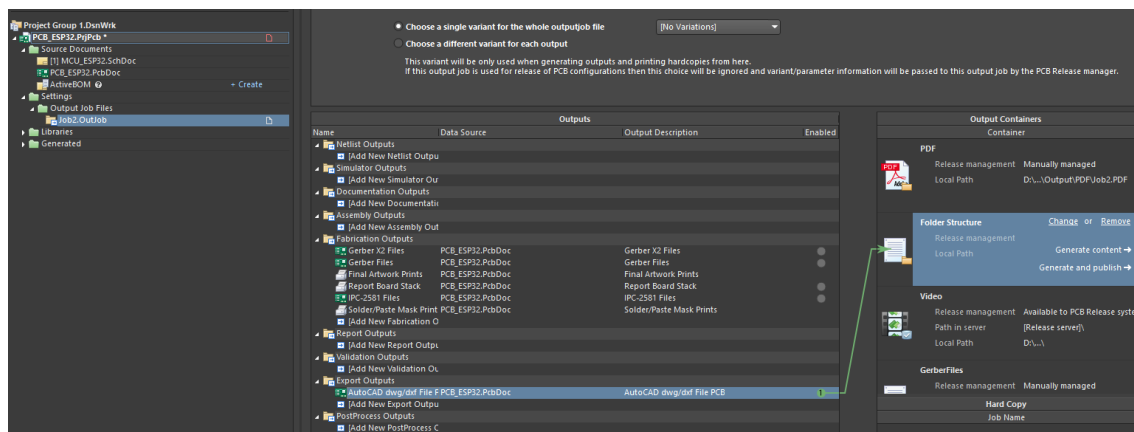 Project Group 1.DsnWrk
PCB_ESP32.PrjPcb *
Source Documents
[1] MCU_ESP32.SchDoc
PCB_ESP32.PcbDoc
ActiveBOM + Create
Settings
Output Job Files
Job2.OutJob
Libraries
Generated
Choose a single variant for the whole outputjob file [No Variations]
Choose a different variant for each output
This variant will be only used when generating outputs and printing hardcopies from here.
If this output job is used for release of PCB configurations then this choice will be ignored and variant/parameter information will be passed to this output job by the PCB Release manager.
Outputs
Name Data Source Output Description Enabled
Netlist Outputs
[Add New Netlist Outpu
Simulator Outputs
[Add New Simulator Ou
Documentation Outputs
[Add New Documentatic
Assembly Outputs
[Add New Assembly Out
Fabrication Outputs
Gerber X2 Files PCB_ESP32.PcbDoc Gerber X2 Files
Gerber Files PCB_ESP32.PcbDoc Gerber Files
Final Artwork Prints PCB_ESP32.PcbDoc Final Artwork Prints
Report Board Stack PCB_ESP32.PcbDoc Report Board Stack
IPC-2581 Files PCB_ESP32.PcbDoc IPC-2581 Files
Solder/Paste Mask Print PCB_ESP32.PcbDoc Solder/Paste Mask Prints
[Add New Fabrication O
Report Outputs
[Add New Report Outpu
Validation Outputs
[Add New Validation Ou
Export Outputs
AutoCAD dwg/dxf File P PCB_ESP32.PcbDoc AutoCAD dwg/dxf File PCB 1
[Add New Export Outpu
PostProcess Outputs
[Add New PostProcess C
Output Containers
Container
PDF
PDF
Adobe
Release management Manually managed
Local Path D:\...\Output\PDF\Job2.PDF
Folder Structure Change or Remove
Release management
Local Path Generate content
Generate and publish
Video
Release management Available to PCB Release syste
Path in server [Release server]\
Local Path D:\...\
GerberFiles
Release management Manually managed
Hard Copy
Job Name